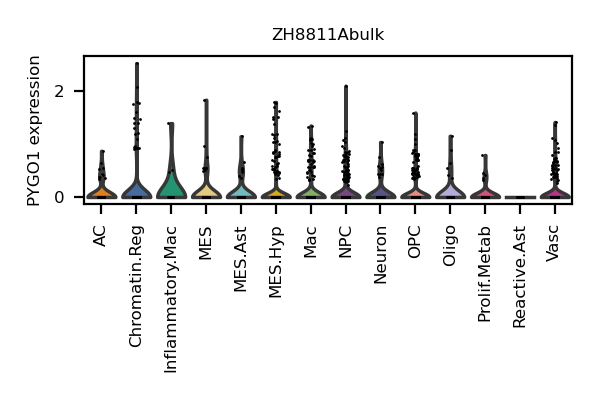 ZH8811Abulk
PYGO1 expression
2
0
AC
Chromatin.Reg
Inflammatory.Mac
MES
MES.Ast
MES.Hyp
Mac
NPC
Neuron
OPC
Oligo
Prolif.Metab
Reactive.Ast
Vasc